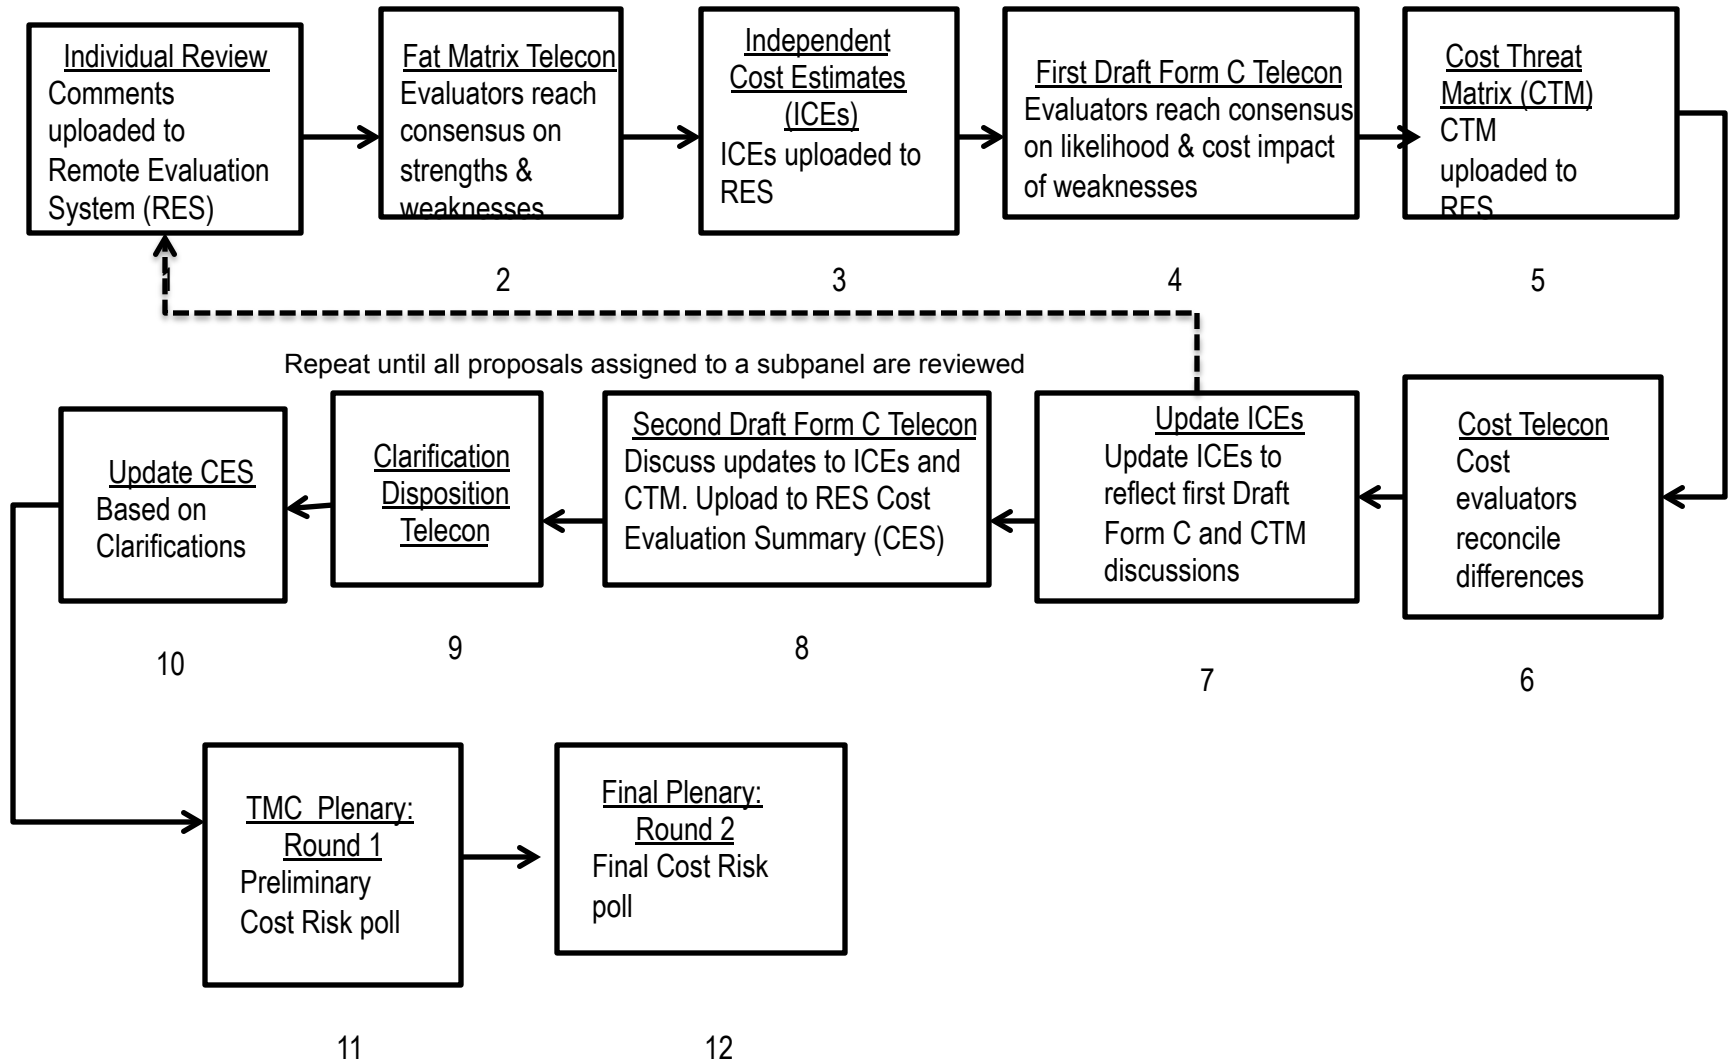 Individual Review
Comments
uploaded to
Remote Evaluation
System (RES)
1
Fat Matrix Telecon
Evaluators reach
consensus on
strengths &
weaknesses
2
Independent
Cost Estimates
(ICEs)
ICEs uploaded to
RES
3
First Draft Form C Telecon
Evaluators reach consensus
on likelihood & cost impact
of weaknesses
4
Cost Threat
Matrix (CTM)
CTM
uploaded to
RES
5
Repeat until all proposals assigned to a subpanel are reviewed
Cost Telecon
Cost
evaluators
reconcile
differences
6
Update ICEs
Update ICEs to
reflect first Draft
Form C and CTM
discussions
7
Second Draft Form C Telecon
Discuss updates to ICEs and
CTM. Upload to RES Cost
Evaluation Summary (CES)
8
Clarification
Disposition
Telecon
9
Update CES
Based on
Clarifications
10
TMC Plenary:
Round 1
Preliminary
Cost Risk poll
11
Final Plenary:
Round 2
Final Cost Risk
poll
12